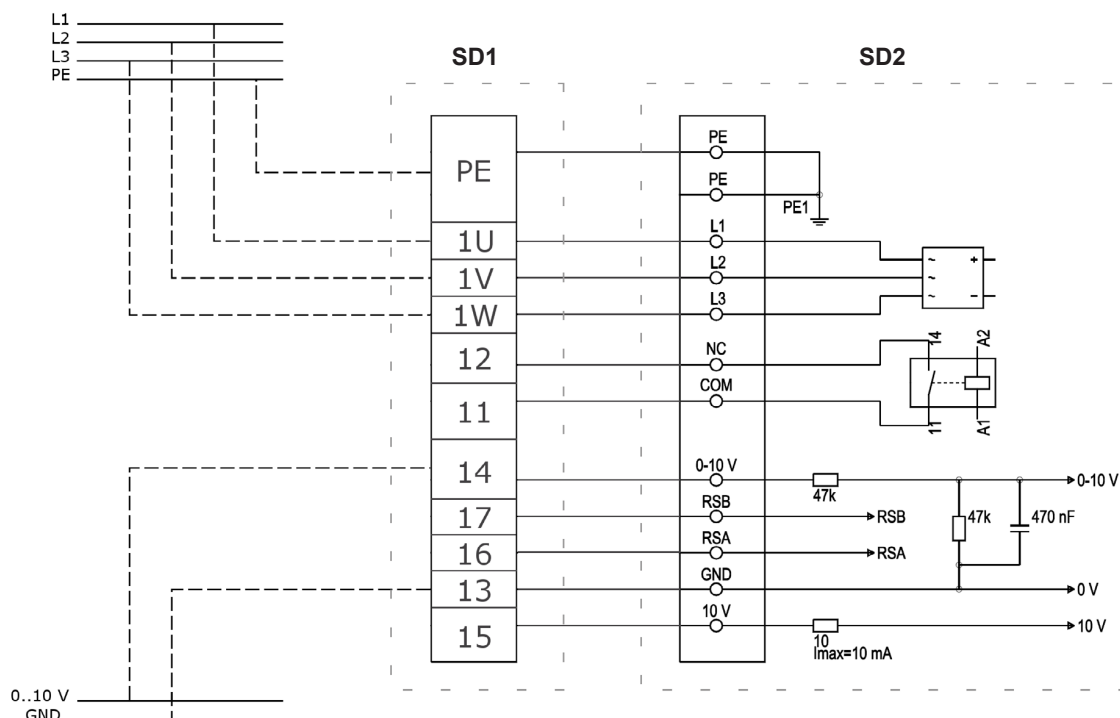 L1
L2
L3
PE
SD1
SD2
PE
1U
1V
1W
12
11
14
17
16
13
15
PE
PE
PE1
L1
L2
L3
NC
COM
0-10 V
RSB
RSA
GND
10 V
~ +
~
~ −
14
A2
11
A1
47k
0-10 V
RSB
RSA
47k
470 nF
0 V
10
Imax=10 mA
10 V
0..10 V
GND